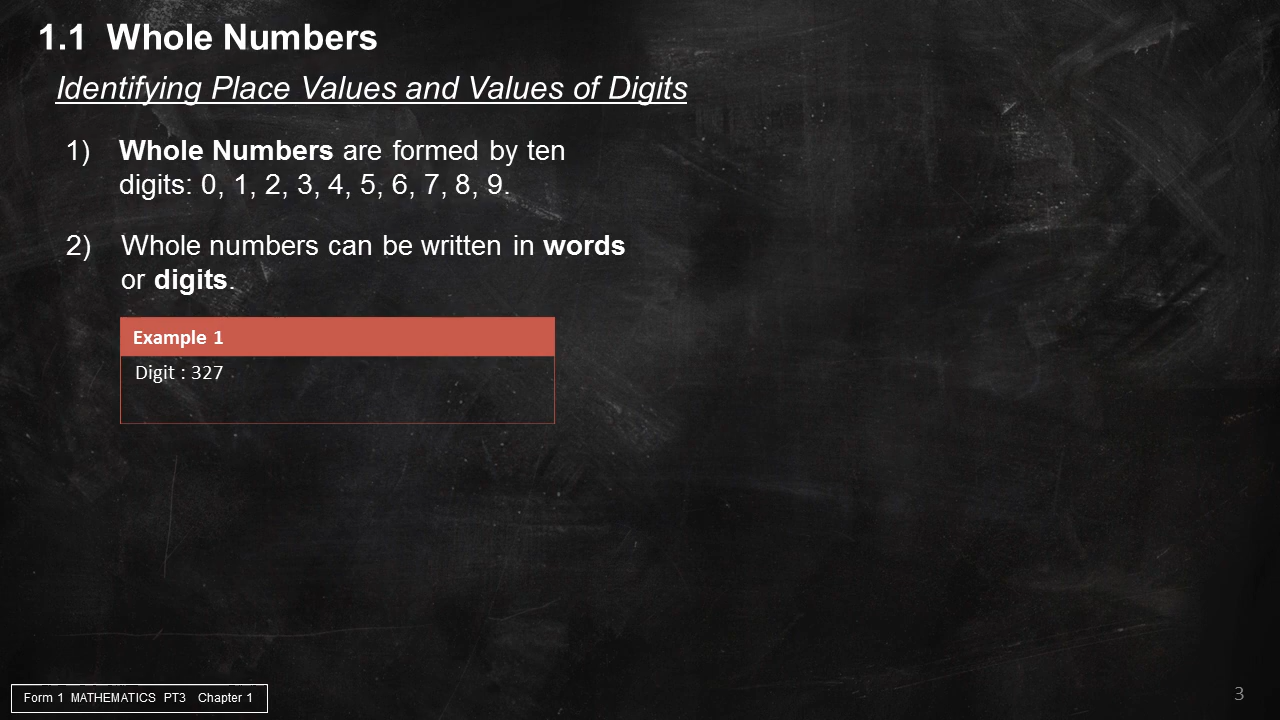 1.1 Whole Numbers
Identifying Place Values and Values of Digits
1) Whole Numbers are formed by ten
digits: 0, 1, 2, 3, 4, 5, 6, 7, 8, 9.
2) Whole numbers can be written in words
or digits.
Example 1
Digit : 327
Form 1 MATHEMATICS PT3 Chapter 1
3